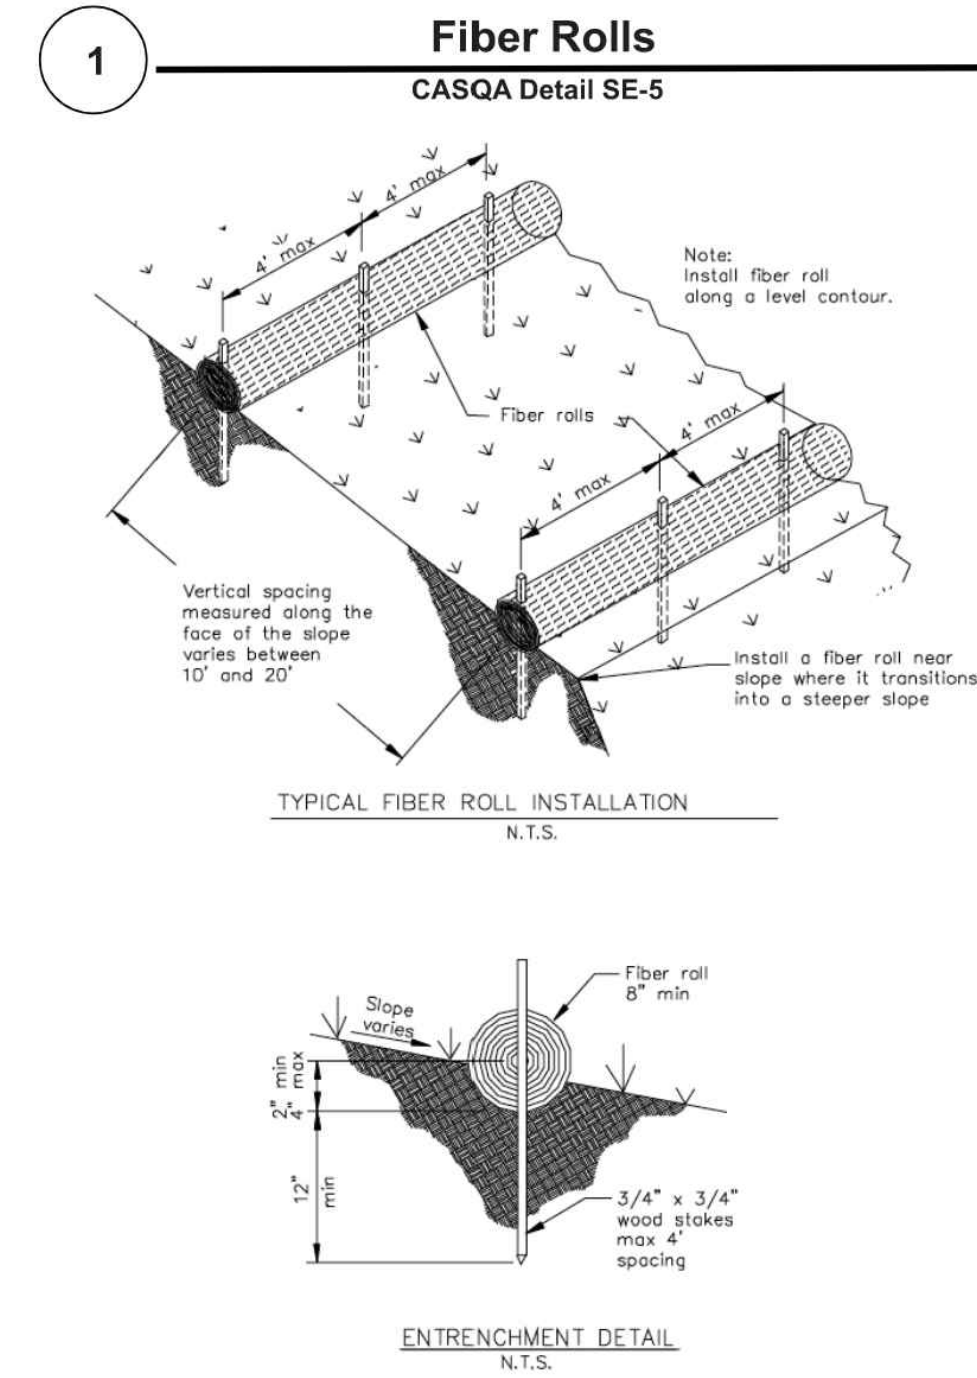 1
Fiber Rolls
CASQA Detail SE-5
4' max
4' max
Note:
Install fiber roll
along a level contour.
Fiber rolls
4' max
4' max
Vertical spacing
measured along the
face of the slope
varies between
10' and 20'
Install a fiber roll near
slope where it transitions
into a steeper slope
TYPICAL FIBER ROLL INSTALLATION
N.T.S.
Fiber roll
8" min
Slope
varies
2" min
4" max
12"
min
3/4" x 3/4"
wood stakes
max 4'
spacing
ENTRENCHMENT DETAIL
N.T.S.